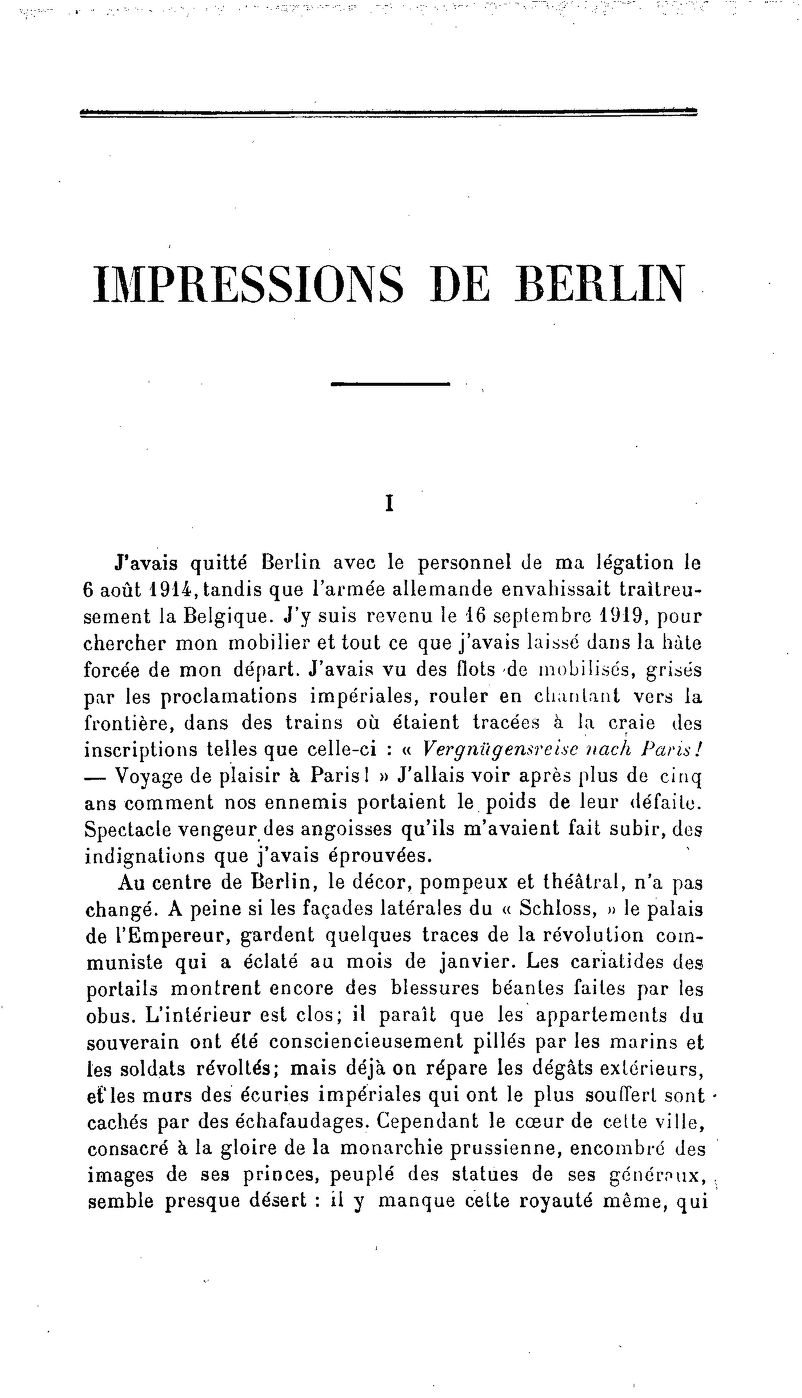 IMPRESSIONS DE BERLIN
I
J'avais quitté Berlin avec le personnel de ma légation le
6 août 1914, tandis que l'armée allemande envahissait traîtreu-
sement la Belgique. J'y suis revenu le 16 septembre 1919, pour
chercher mon mobilier et tout ce que j'avais laissé dans la hâte
forcée de mon départ. J'avais vu des flots de mobilisés, grisés
par les proclamations impériales, rouler en chantant vers la
frontière, dans des trains où étaient tracées à la craie des
inscriptions telles que celle-ci : « Vergnügensreise nach Paris!
— Voyage de plaisir à Paris! » J'allais voir après plus de cinq
ans comment nos ennemis portaient le poids de leur défaite.
Spectacle vengeur des angoisses qu'ils m'avaient fait subir, des
indignations que j'avais éprouvées.
Au centre de Berlin, le décor, pompeux et théâtral, n'a pas
changé. A peine si les façades latérales du « Schloss, » le palais
de l'Empereur, gardent quelques traces de la révolution com-
muniste qui a éclaté au mois de janvier. Les cariatides des
portails montrent encore des blessures béantes faites par les
obus. L'intérieur est clos; il paraît que les appartements du
souverain ont été consciencieusement pillés par les marins et
les soldats révoltés; mais déjà on répare les dégâts extérieurs,
et les murs des écuries impériales qui ont le plus souffert sont
cachés par des échafaudages. Cependant le cœur de cette ville,
consacré à la gloire de la monarchie prussienne, encombré des
images de ses princes, peuplé des statues de ses généraux,
semble presque désert : il y manque cette royauté même, qui